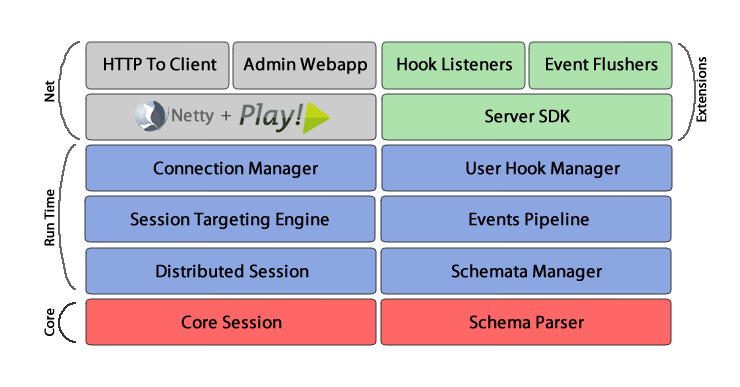 HTTP To Client
Admin Webapp
Hook Listeners
Event Flushers
Net
Extensions
Netty + Play!
Server SDK
Connection Manager
User Hook Manager
Run Time
Session Targeting Engine
Events Pipeline
Distributed Session
Schemata Manager
Core
Core Session
Schema Parser